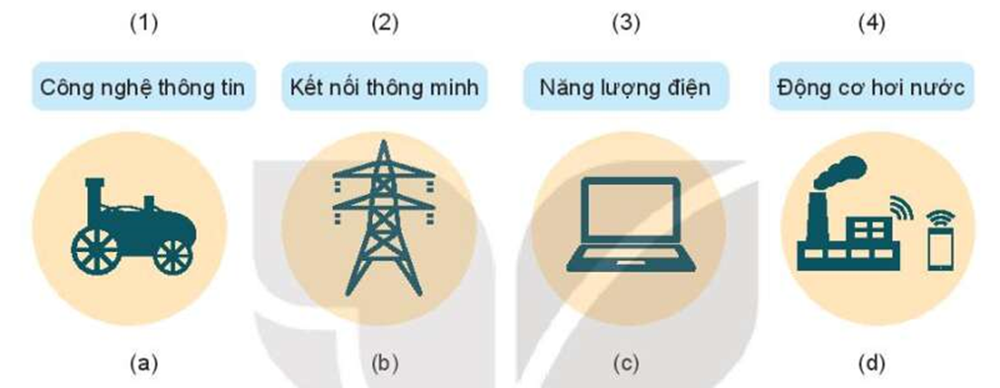 (1) (2) (3) (4)
Công nghệ thông tin Kết nối thông minh Năng lượng điện Động cơ hơi nước
(a) (b) (c) (d)